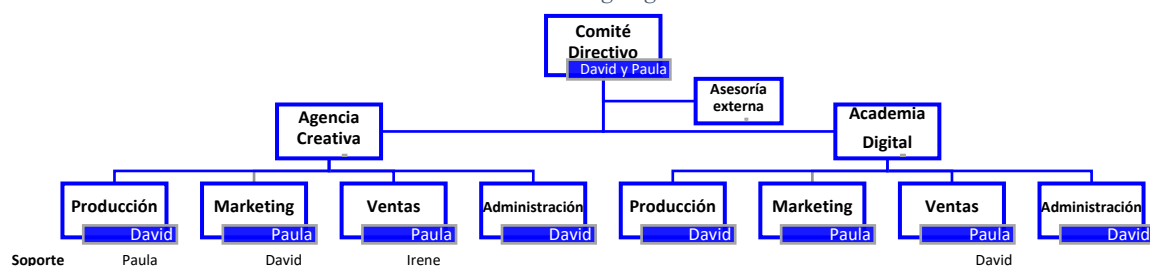 Comité
Directivo
David y Paula
Asesoría
externa
Agencia
Creativa
Academia
Digital
Producción
David
Marketing
Paula
Ventas
Paula
Administración
David
Producción
David
Marketing
Paula
Ventas
David
Administración
David
Soporte Paula David Irene David